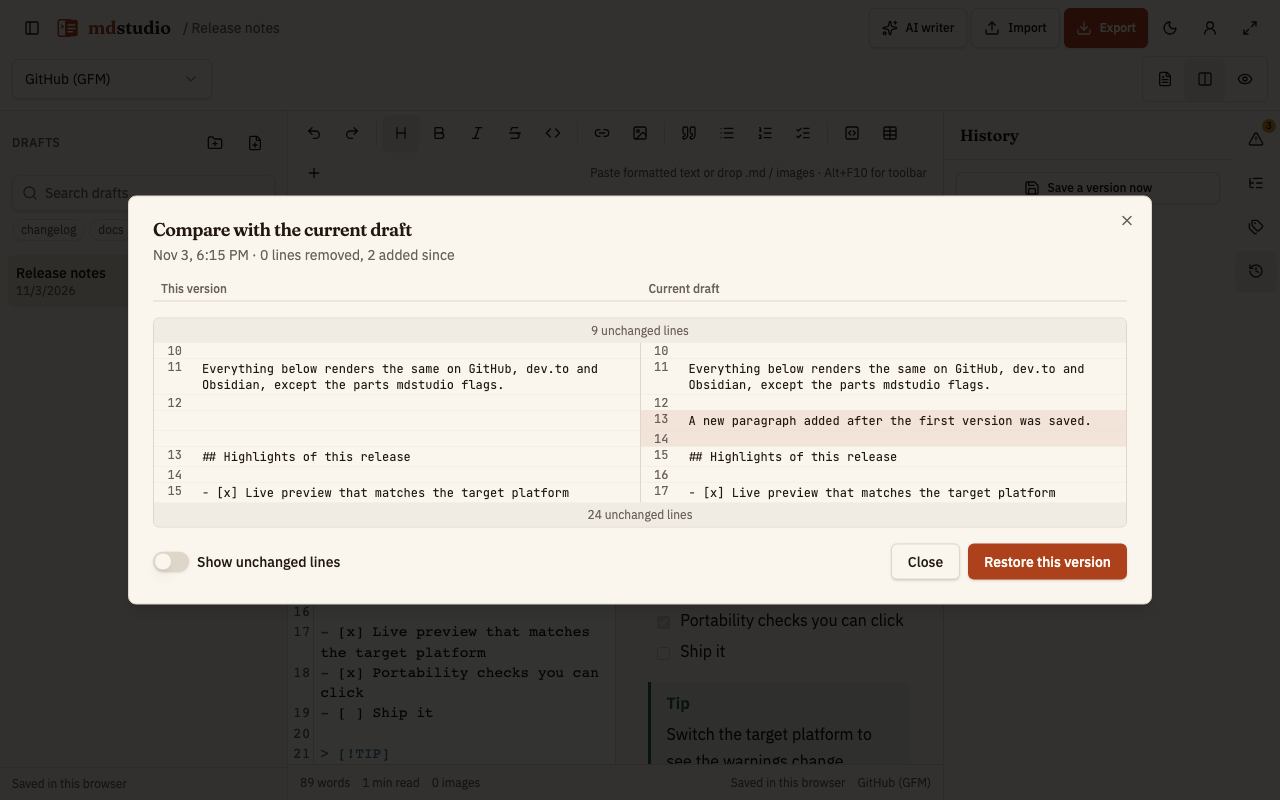 mdstudio / Release notes
AI writer
Import
Export
GitHub (GFM)
DRAFTS
Search drafts
changelog
docs
Release notes
11/3/2026
Paste formatted text or drop .md / images · Alt+F10 for toolbar
History
3
Save a version now
Compare with the current draft
Nov 3, 6:15 PM · 0 lines removed, 2 added since
This version
Current draft
9 unchanged lines
10
11 Everything below renders the same on GitHub, dev.to and
Obsidian, except the parts mdstudio flags.
12
13 ## Highlights of this release
14
15 - [x] Live preview that matches the target platform
10
11 Everything below renders the same on GitHub, dev.to and
Obsidian, except the parts mdstudio flags.
12
13 A new paragraph added after the first version was saved.
14
15 ## Highlights of this release
16
17 - [x] Live preview that matches the target platform
24 unchanged lines
Show unchanged lines
Close
Restore this version
16
17 - [x] Live preview that matches
the target platform
18 - [x] Portability checks you can
click
19 - [ ] Ship it
20
21 > [!TIP]
Portability checks you can click
Ship it
Tip
Switch the target platform to
see the warnings change
Saved in this browser
89 words 1 min read 0 images
Saved in this browser GitHub (GFM)